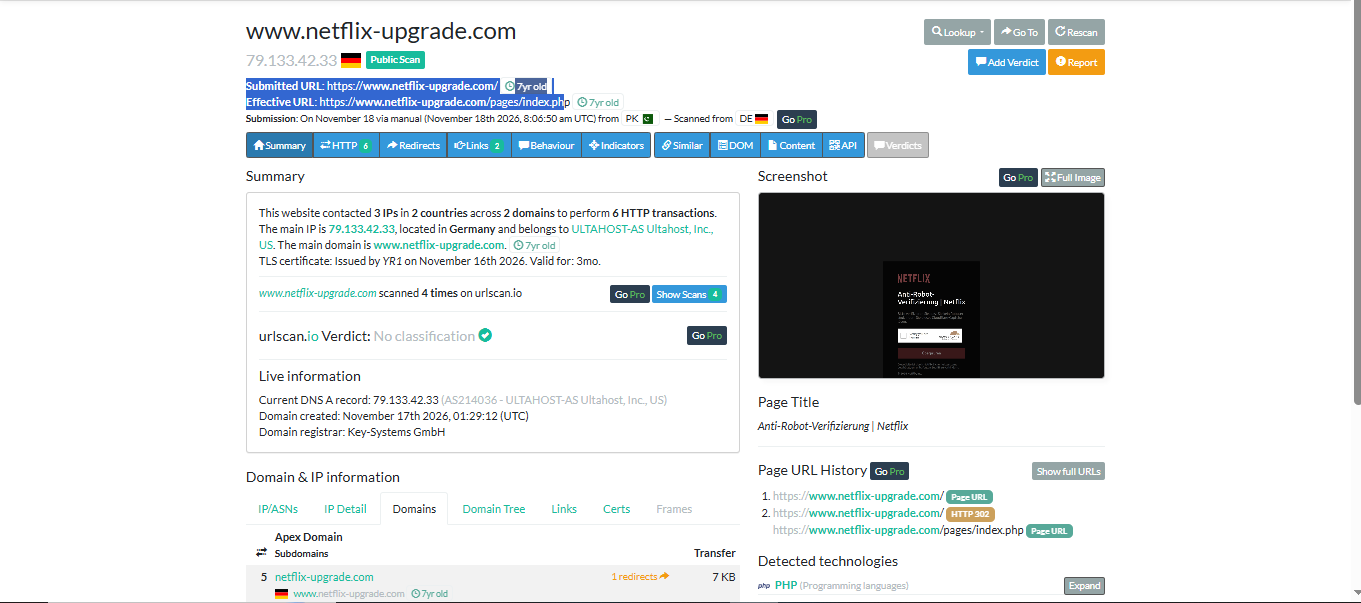 www.netflix-upgrade.com
Lookup Go To Rescan
79.133.42.33 Public Scan
Add Verdict Report
Submitted URL: https://www.netflix-upgrade.com/ 7yr old
Effective URL: https://www.netflix-upgrade.com/pages/index.php 7yr old
Submission: On November 18 via manual (November 18th 2026, 8:06:50 am UTC) from PK — Scanned from DE Go Pro
Summary HTTP 6 Redirects Links 2 Behaviour Indicators Similar DOM Content API Verdicts
Summary
This website contacted 3 IPs in 2 countries across 2 domains to perform 6 HTTP transactions.
The main IP is 79.133.42.33, located in Germany and belongs to ULTAHOST-AS Ultahost, Inc.,
US. The main domain is www.netflix-upgrade.com. 7yr old
TLS certificate: Issued by YR1 on November 16th 2026. Valid for: 3mo.
www.netflix-upgrade.com scanned 4 times on urlscan.io Go Pro Show Scans 4
urlscan.io Verdict: No classification Go Pro
Live information
Current DNS A record: 79.133.42.33 (AS214036 - ULTAHOST-AS Ultahost, Inc., US)
Domain created: November 17th 2026, 01:29:12 (UTC)
Domain registrar: Key-Systems GmbH
Domain & IP information
IP/ASNs IP Detail Domains Domain Tree Links Certs Frames
Apex Domain
Subdomains Transfer
5 netflix-upgrade.com 1 redirects 7 KB
www.netflix-upgrade.com 7yr old
Screenshot Go Pro Full Image
NETFLIX
Anti-Robot-
Verifizierung | Netflix
Page Title
Anti-Robot-Verifizierung | Netflix
Page URL History Go Pro Show full URLs
1. https://www.netflix-upgrade.com/ Page URL
2. https://www.netflix-upgrade.com/ HTTP 302
https://www.netflix-upgrade.com/pages/index.php Page URL
Detected technologies
php PHP (Programming languages) Expand